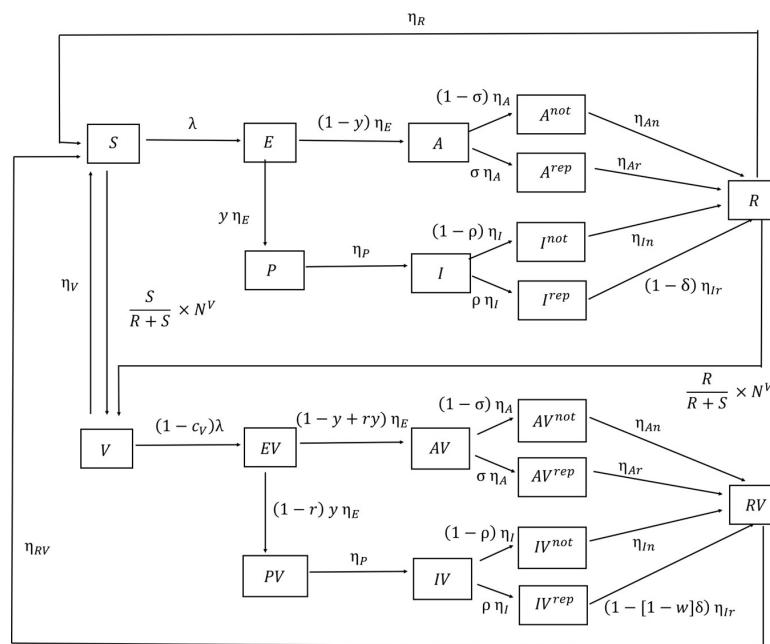 η_R
(1−σ) η_A
A^not
η_An
S
λ
E
(1−y) η_E
A
σ η_A
A^rep
η_Ar
R
y η_E
(1−ρ) η_I
I^not
η_In
P
η_P
I
ρ η_I
I^rep
(1−δ) η_Ir
η_V
S/(R+S) × N^V
R/(R+S) × N^V
V
(1−c_V)λ
EV
(1−y+ry) η_E
AV
(1−σ) η_A
AV^not
η_An
σ η_A
AV^rep
η_Ar
RV
(1−r) y η_E
(1−ρ) η_I
IV^not
η_In
η_RV
PV
η_P
IV
ρ η_I
IV^rep
(1−[1−w]δ) η_Ir